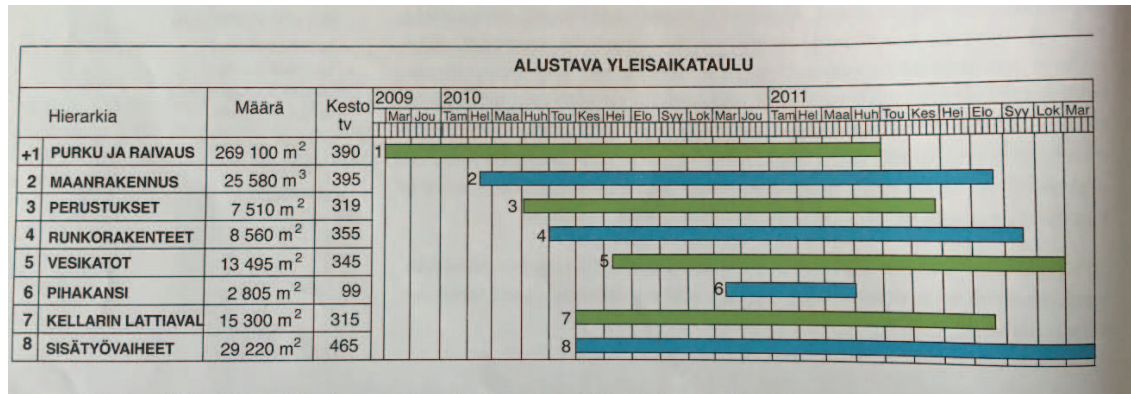 ALUSTAVA YLEISAIKATAULU
Hierarkia Määrä Kesto tv 2009 2010 2011
Mar Jou Tam Hel Maa Huh Tou Kes Hei Elo Syy Lok Mar Jou Tam Hel Maa Huh Tou Kes Hei Elo Syy Lok Mar
+1 PURKU JA RAIVAUS 269 100 m² 390 1
2 MAANRAKENNUS 25 580 m³ 395 2
3 PERUSTUKSET 7 510 m² 319 3
4 RUNKORAKENTEET 8 560 m² 355 4
5 VESIKATOT 13 495 m² 345 5
6 PIHAKANSI 2 805 m² 99 6
7 KELLARIN LATTIAVAL 15 300 m² 315 7
8 SISÄTYÖVAIHEET 29 220 m² 465 8